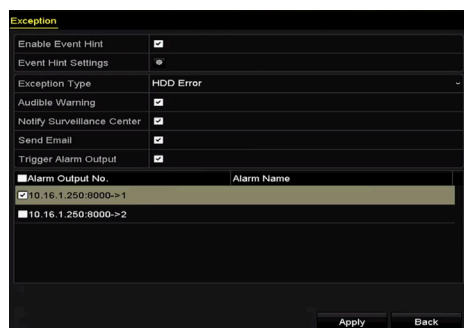 Exception
Enable Event Hint
Event Hint Settings
Exception Type HDD Error
Audible Warning
Notify Surveillance Center
Send Email
Trigger Alarm Output
Alarm Output No. Alarm Name
10.16.1.250:8000->1
10.16.1.250:8000->2
Apply Back